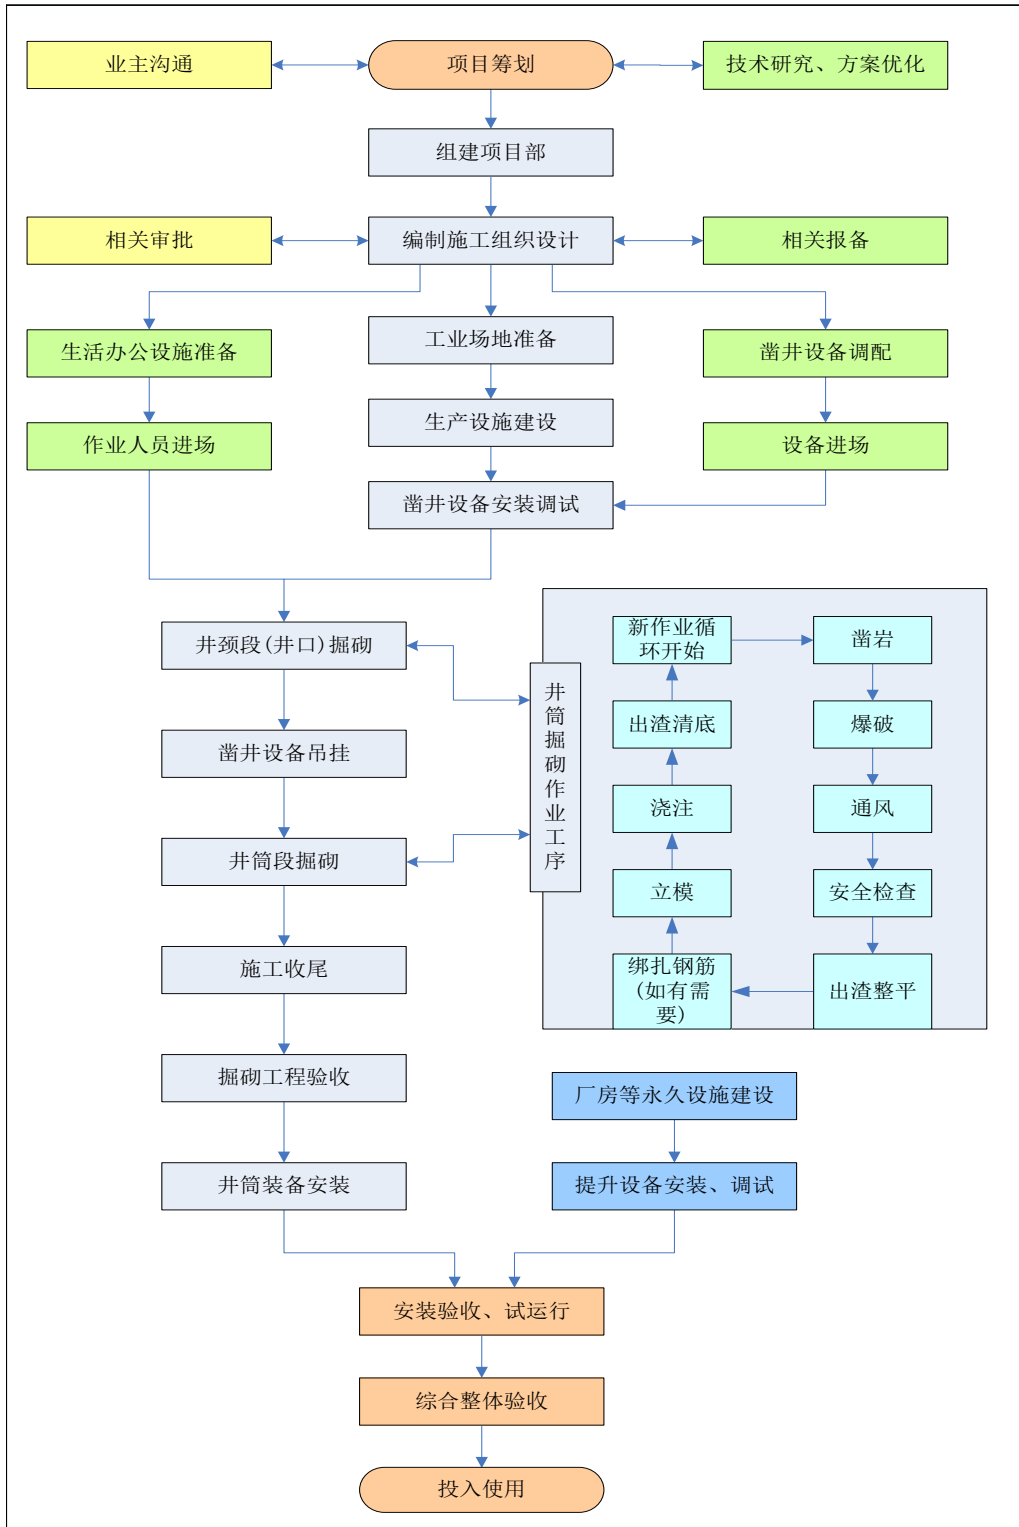 业主沟通
项目筹划
技术研究、方案优化
组建项目部
相关审批
编制施工组织设计
相关报备
生活办公设施准备
工业场地准备
凿井设备调配
作业人员进场
生产设施建设
设备进场
凿井设备安装调试
井颈段(井口)掘砌
凿井设备吊挂
井筒段掘砌
施工收尾
掘砌工程验收
井筒装备安装
井筒掘砌作业工序
新作业循
环开始
凿岩
出渣清底
爆破
浇注
通风
立模
安全检查
绑扎钢筋
(如有需
要)
出渣整平
厂房等永久设施建设
提升设备安装、调试
安装验收、试运行
综合整体验收
投入使用